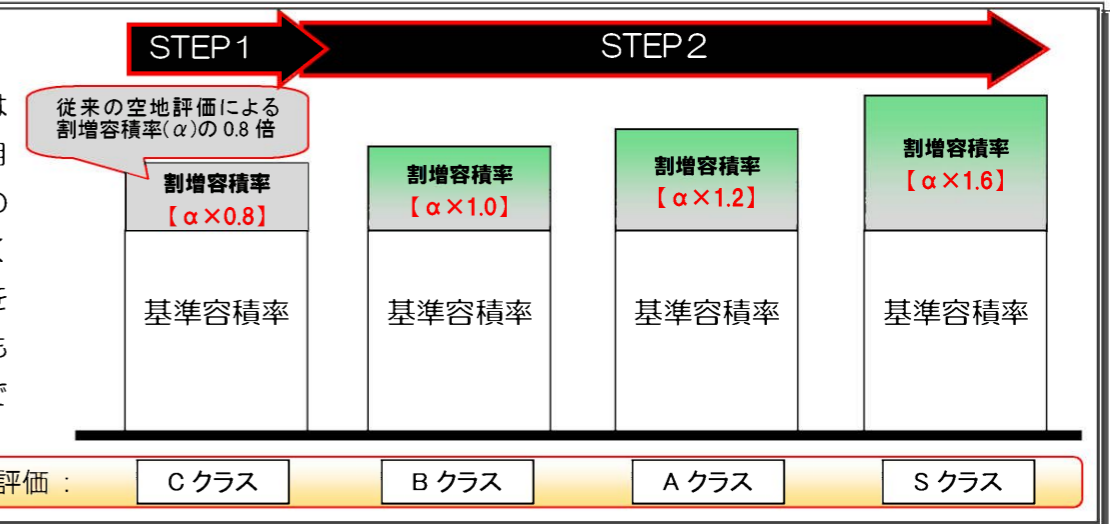 STEP1
STEP2
従来の空地評価による
割増容積率(α)の0.8倍
割増容積率
【α×0.8】
割増容積率
【α×1.0】
割増容積率
【α×1.2】
割増容積率
【α×1.6】
基準容積率
基準容積率
基準容積率
基準容積率
評価：
Cクラス
Bクラス
Aクラス
Sクラス